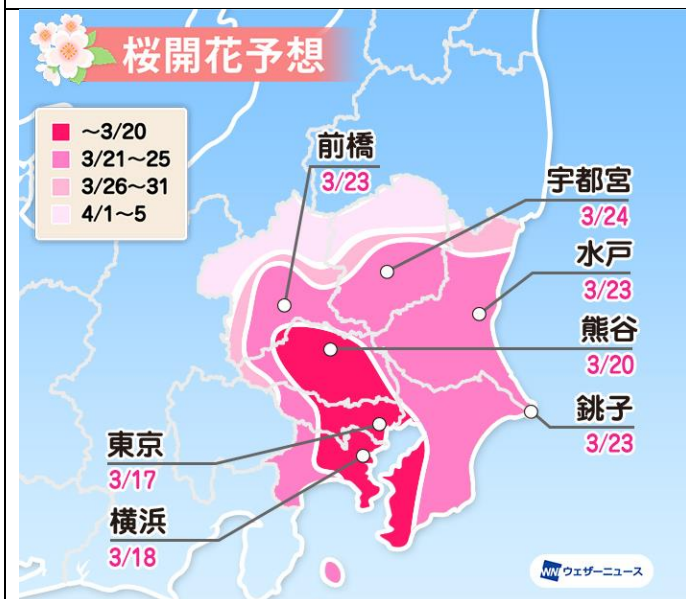 桜開花予想
~3/20
3/21~25
3/26~31
4/1~5
前橋
3/23
宇都宮
3/24
水戸
3/23
熊谷
3/20
銚子
3/23
東京
3/17
横浜
3/18
WNI ウェザーニュース